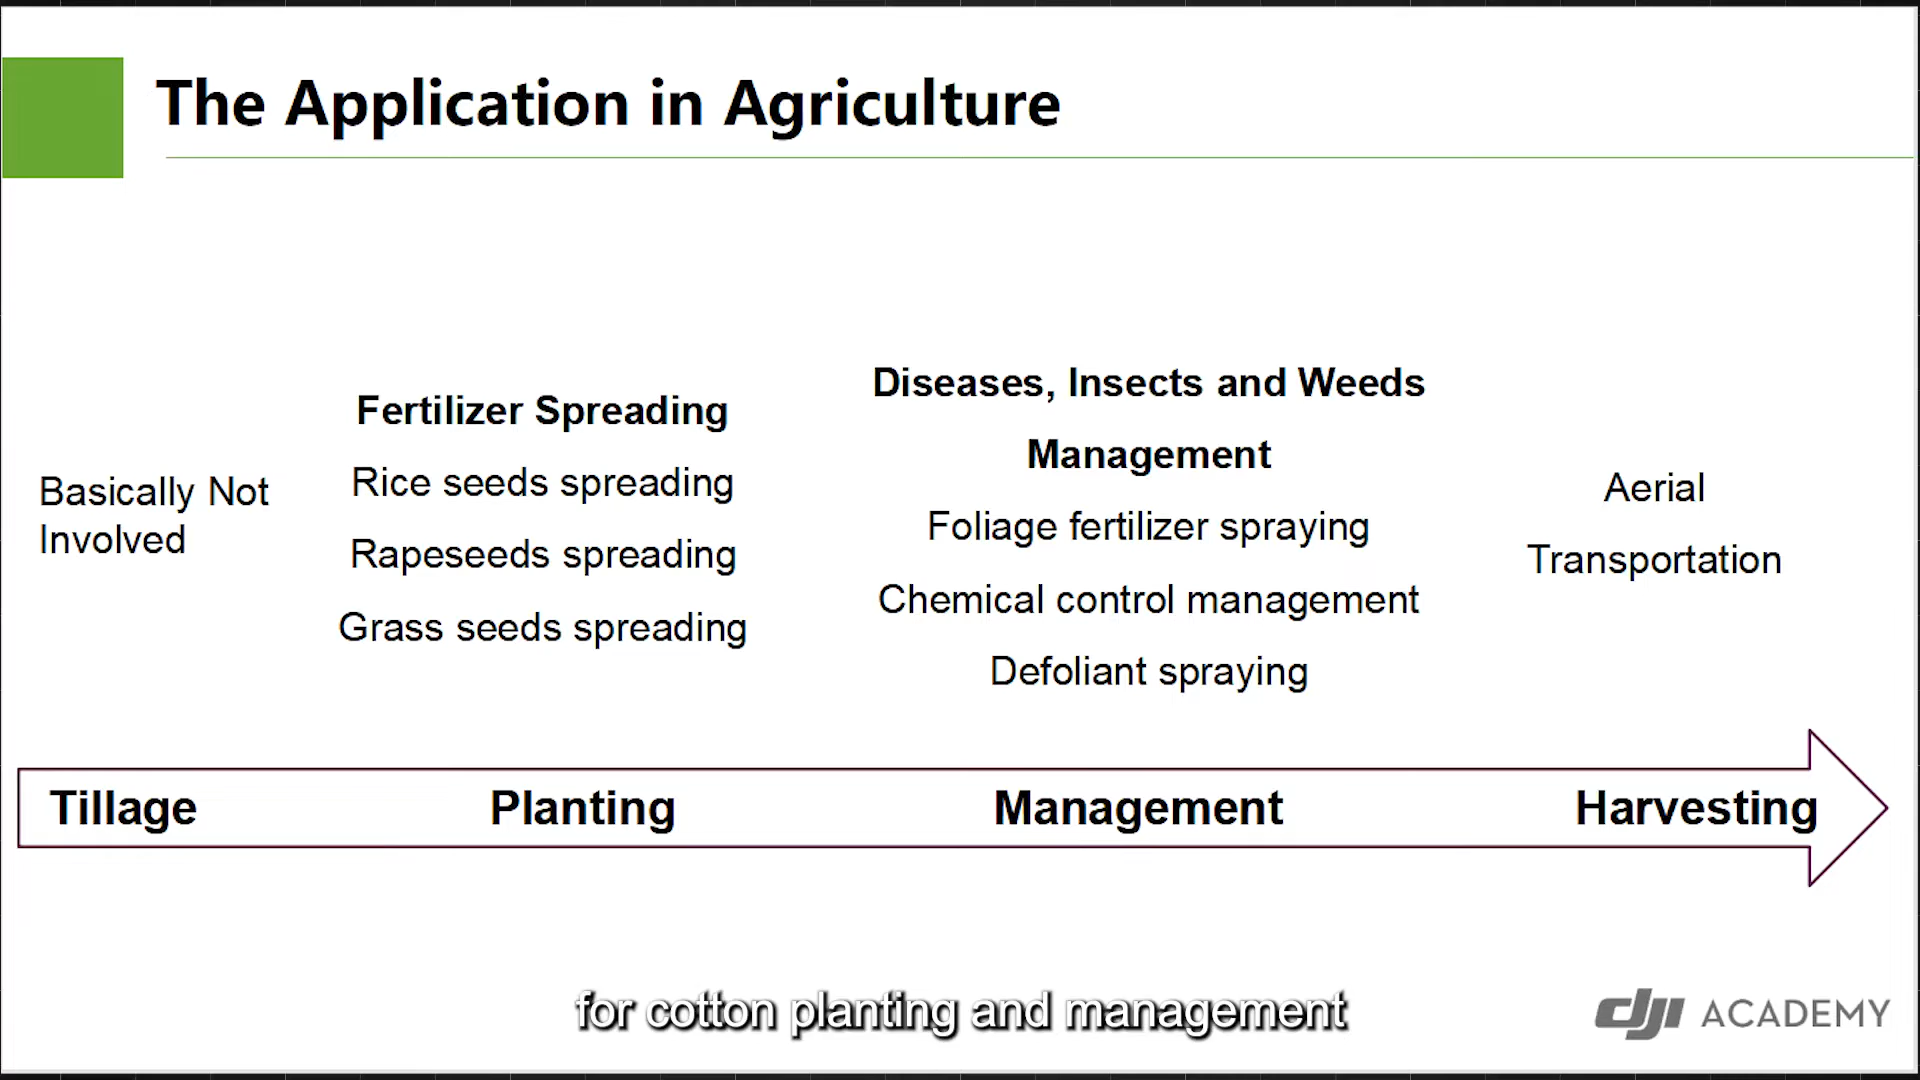 The Application in Agriculture
Basically Not
Involved
Fertilizer Spreading
Rice seeds spreading
Rapeseeds spreading
Grass seeds spreading
Diseases, Insects and Weeds
Management
Foliage fertilizer spraying
Chemical control management
Defoliant spraying
Aerial
Transportation
Tillage
Planting
Management
Harvesting
for cotton planting and management
dji ACADEMY